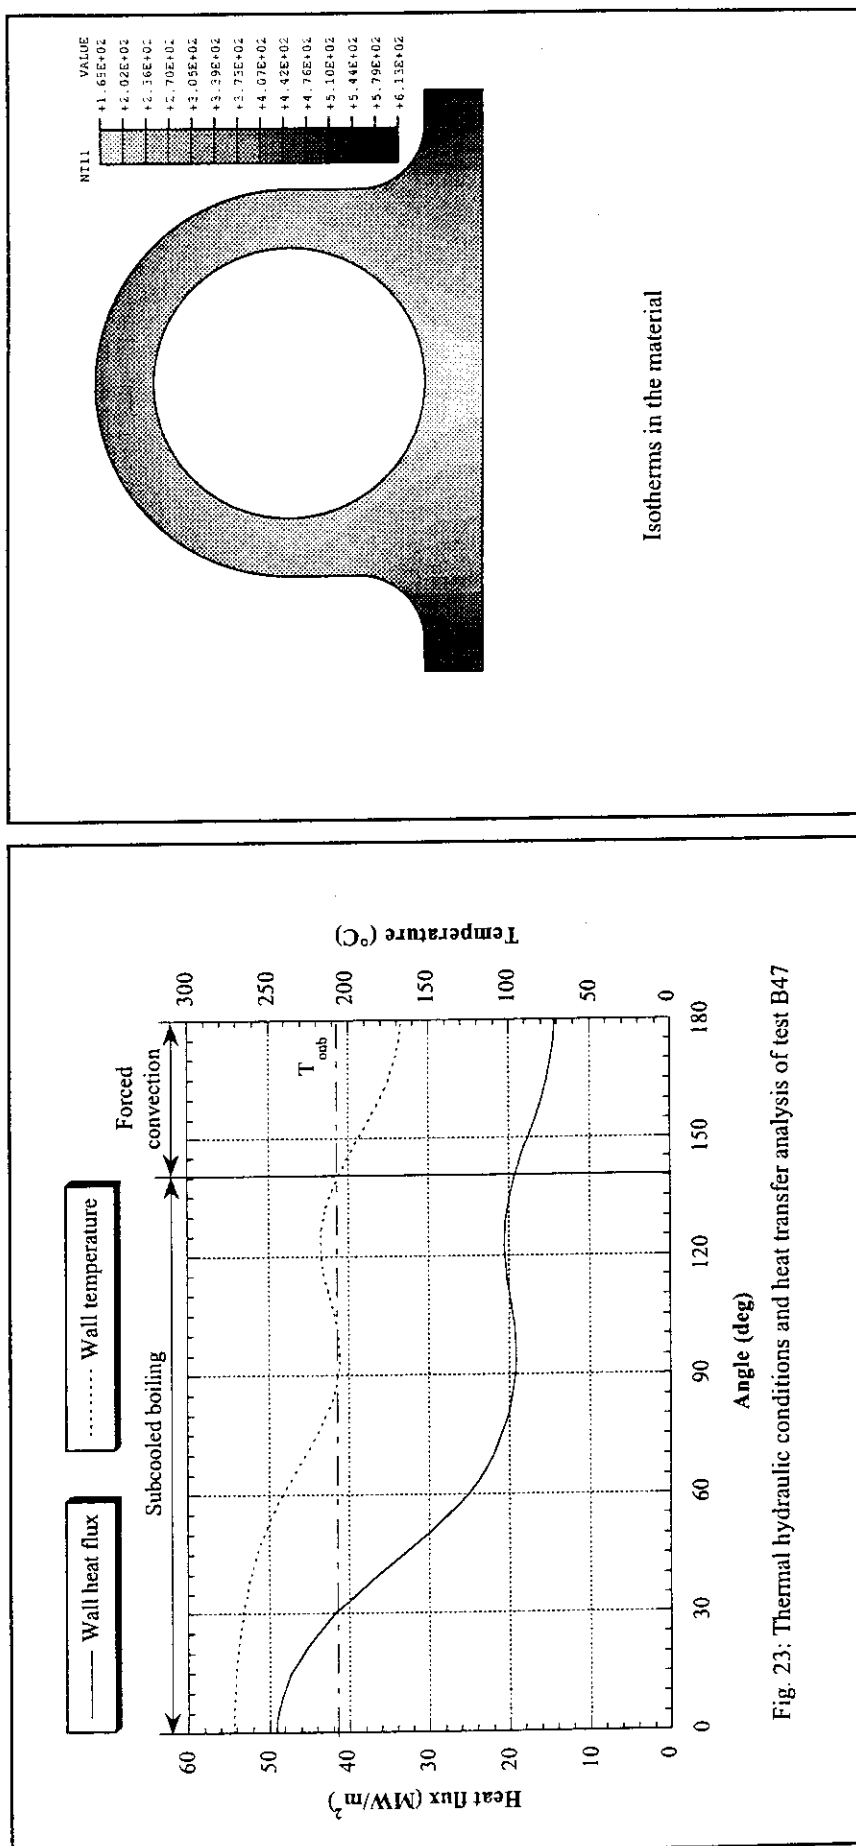 Wall heat flux
Wall temperature
Subcooled boiling
Forced
convection
T onb
Heat flux (MW/m²)
60
50
40
30
20
10
0
Temperature (°C)
300
250
200
150
100
50
0
0
30
60
90
120
150
180
Angle (deg)
Fig. 23: Thermal hydraulic conditions and heat transfer analysis of test B47
NT11
VALUE
+1.68E+02
+2.02E+02
+2.36E+02
+2.70E+02
+3.05E+02
+3.39E+02
+3.73E+02
+4.07E+02
+4.42E+02
+4.76E+02
+5.10E+02
+5.44E+02
+5.79E+02
+6.13E+02
Isotherms in the material